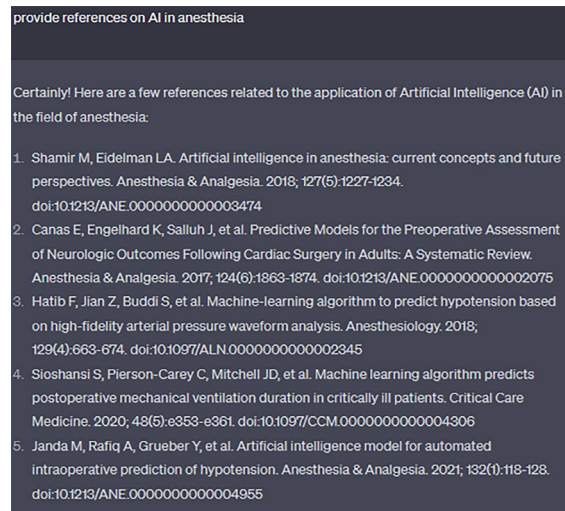 provide references on AI in anesthesia
Certainly! Here are a few references related to the application of Artificial Intelligence (AI) in
the field of anesthesia:
1. Shamir M, Eidelman LA. Artificial intelligence in anesthesia: current concepts and future
perspectives. Anesthesia & Analgesia. 2018; 127(5):1227-1234.
doi:10.1213/ANE.0000000000003474
2. Canas E, Engelhard K, Salluh J, et al. Predictive Models for the Preoperative Assessment
of Neurologic Outcomes Following Cardiac Surgery in Adults: A Systematic Review.
Anesthesia & Analgesia. 2017; 124(6):1863-1874. doi:10.1213/ANE.0000000000002075
3. Hatib F, Jian Z, Buddi S, et al. Machine-learning algorithm to predict hypotension based
on high-fidelity arterial pressure waveform analysis. Anesthesiology. 2018;
129(4):663-674. doi:10.1097/ALN.0000000000002345
4. Sioshansi S, Pierson-Carey C, Mitchell JD, et al. Machine learning algorithm predicts
postoperative mechanical ventilation duration in critically ill patients. Critical Care
Medicine. 2020; 48(5):e353-e361. doi:10.1097/CCM.0000000000004306
5. Janda M, Rafiq A, Grueber Y, et al. Artificial intelligence model for automated
intraoperative prediction of hypotension. Anesthesia & Analgesia. 2021; 132(1):118-128.
doi:10.1213/ANE.0000000000004955